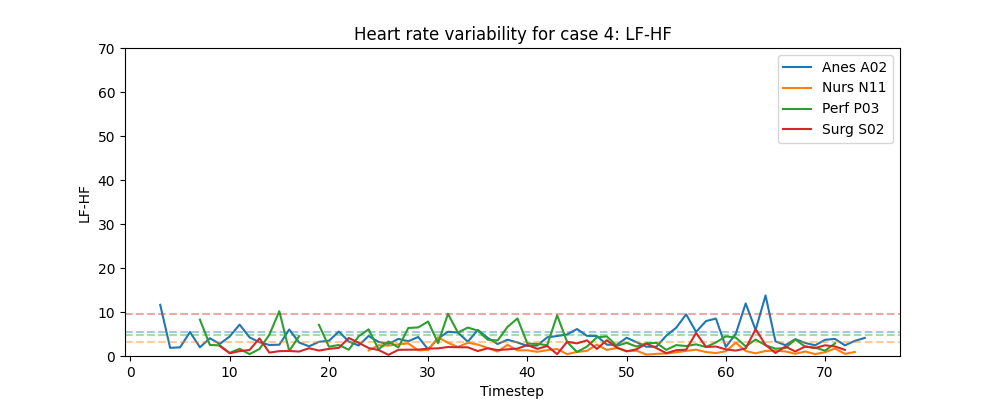 Heart rate variability for case 4: LF-HF
70
60
50
40
30
20
10
0
LF-HF
Anes A02
Nurs N11
Perf P03
Surg S02
0 10 20 30 40 50 60 70
Timestep